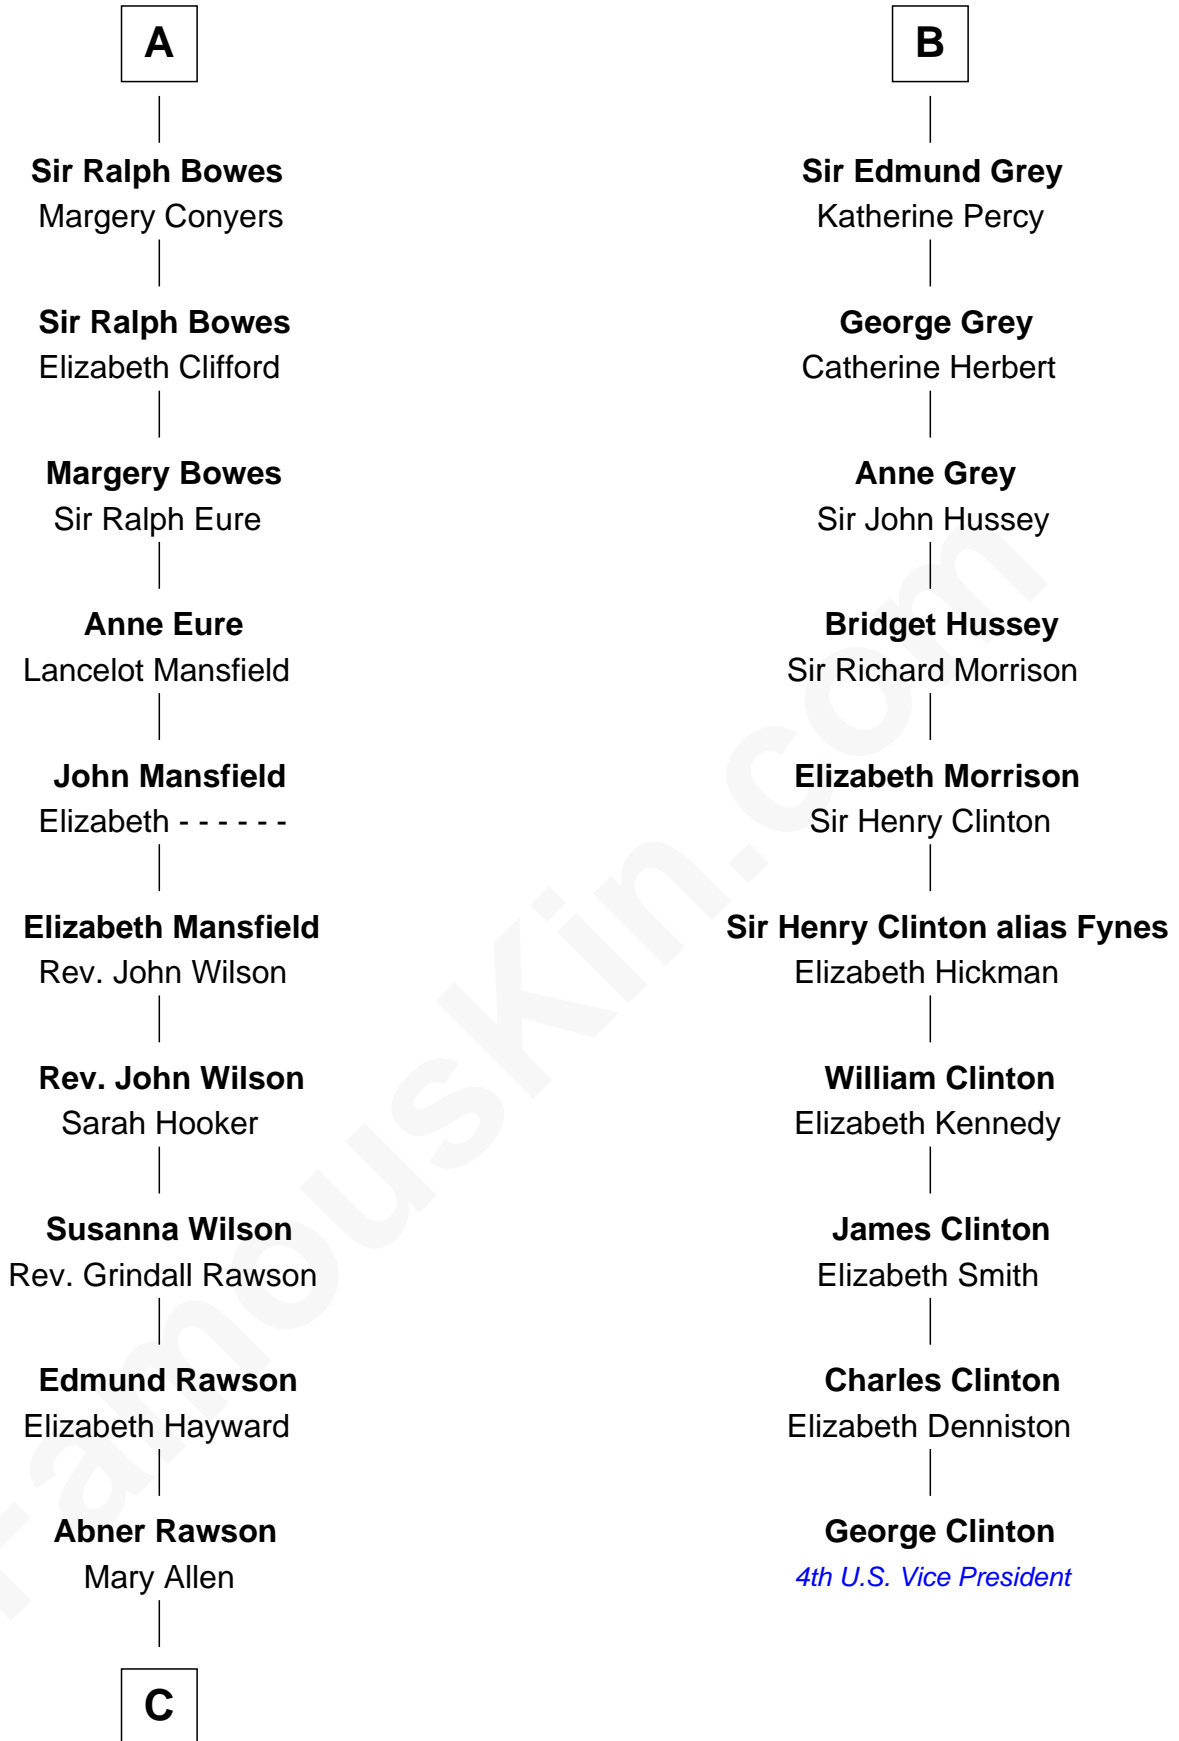 A
Sir Ralph Bowes
Margery Conyers
Sir Ralph Bowes
Elizabeth Clifford
Margery Bowes
Sir Ralph Eure
Anne Eure
Lancelot Mansfield
John Mansfield
Elizabeth - - - - - -
Elizabeth Mansfield
Rev. John Wilson
Rev. John Wilson
Sarah Hooker
Susanna Wilson
Rev. Grindall Rawson
Edmund Rawson
Elizabeth Hayward
Abner Rawson
Mary Allen
C
B
Sir Edmund Grey
Katherine Percy
George Grey
Catherine Herbert
Anne Grey
Sir John Hussey
Bridget Hussey
Sir Richard Morrison
Elizabeth Morrison
Sir Henry Clinton
Sir Henry Clinton alias Fynes
Elizabeth Hickman
William Clinton
Elizabeth Kennedy
James Clinton
Elizabeth Smith
Charles Clinton
Elizabeth Denniston
George Clinton
4th U.S. Vice President
FamousKin.com